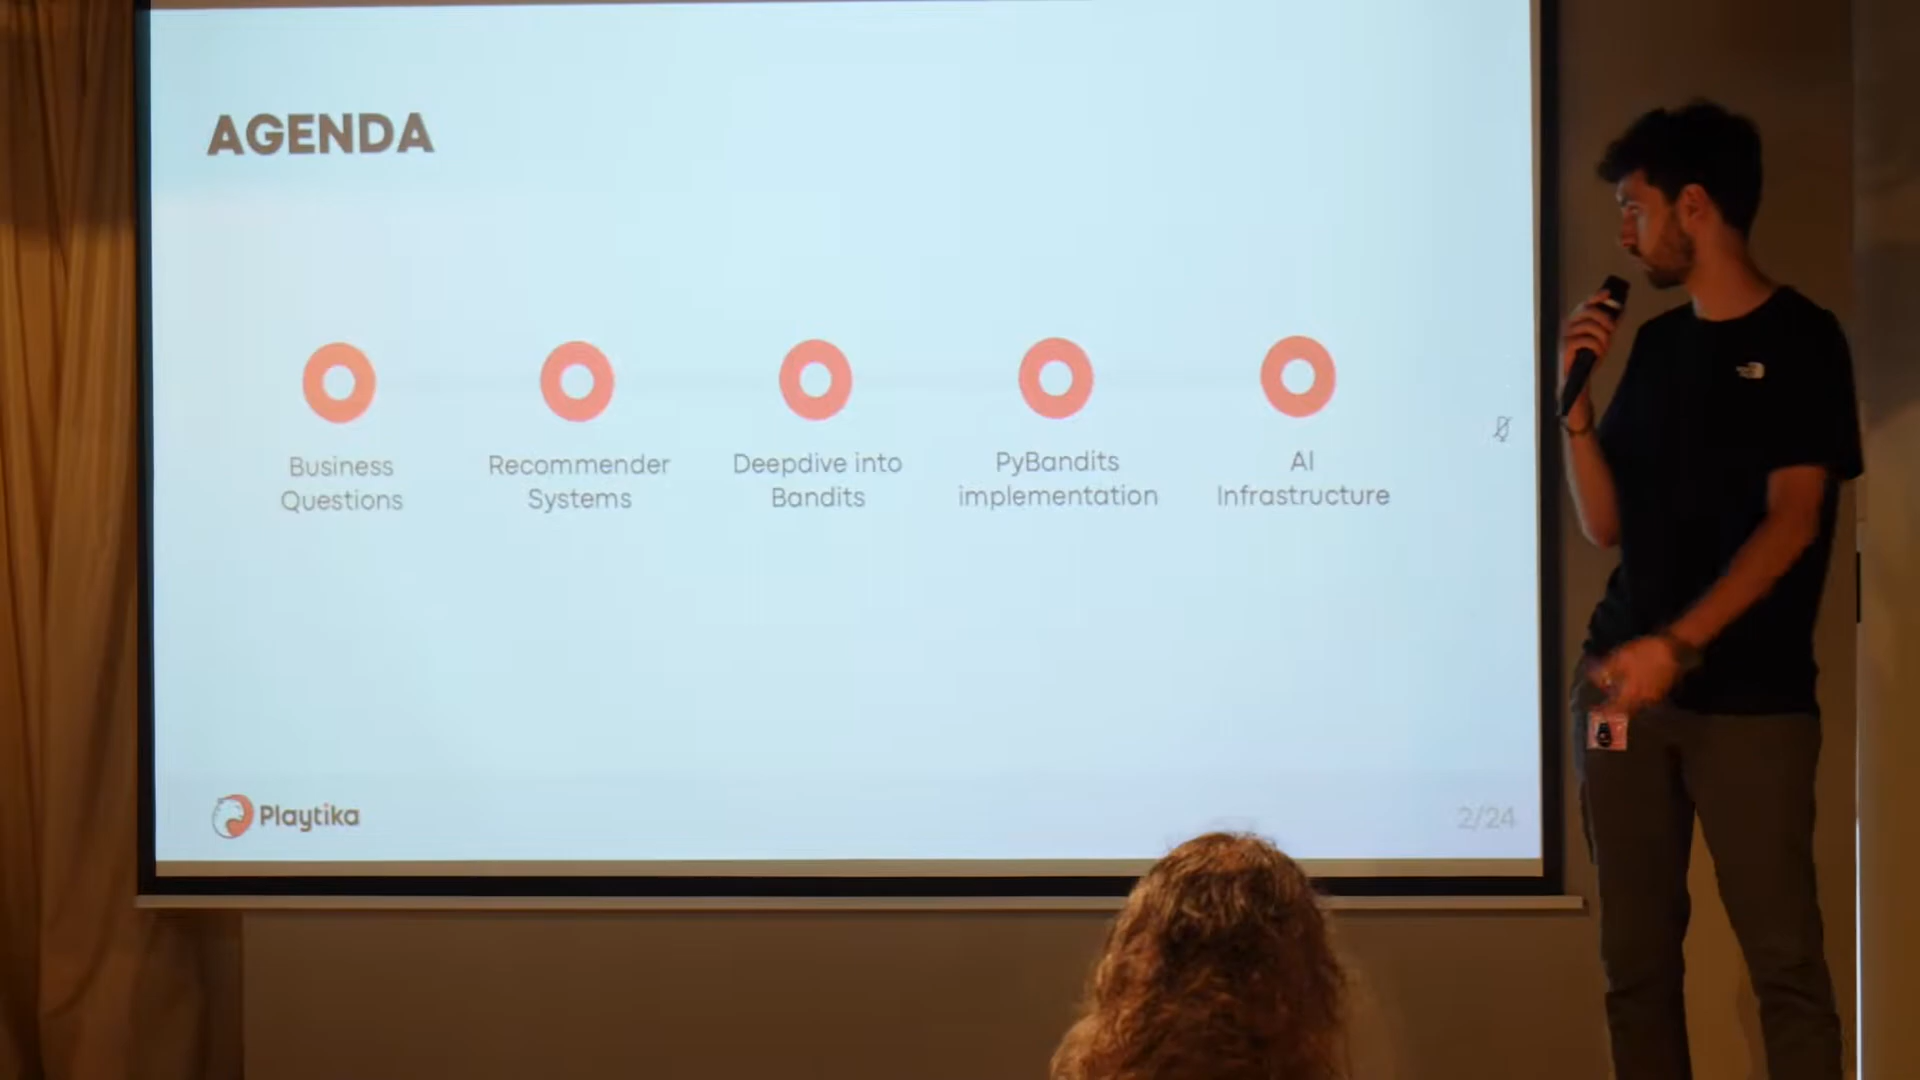 AGENDA
Business
Questions
Recommender
Systems
Deepdive into
Bandits
PyBandits
implementation
AI
Infrastructure
Playtika
2/24